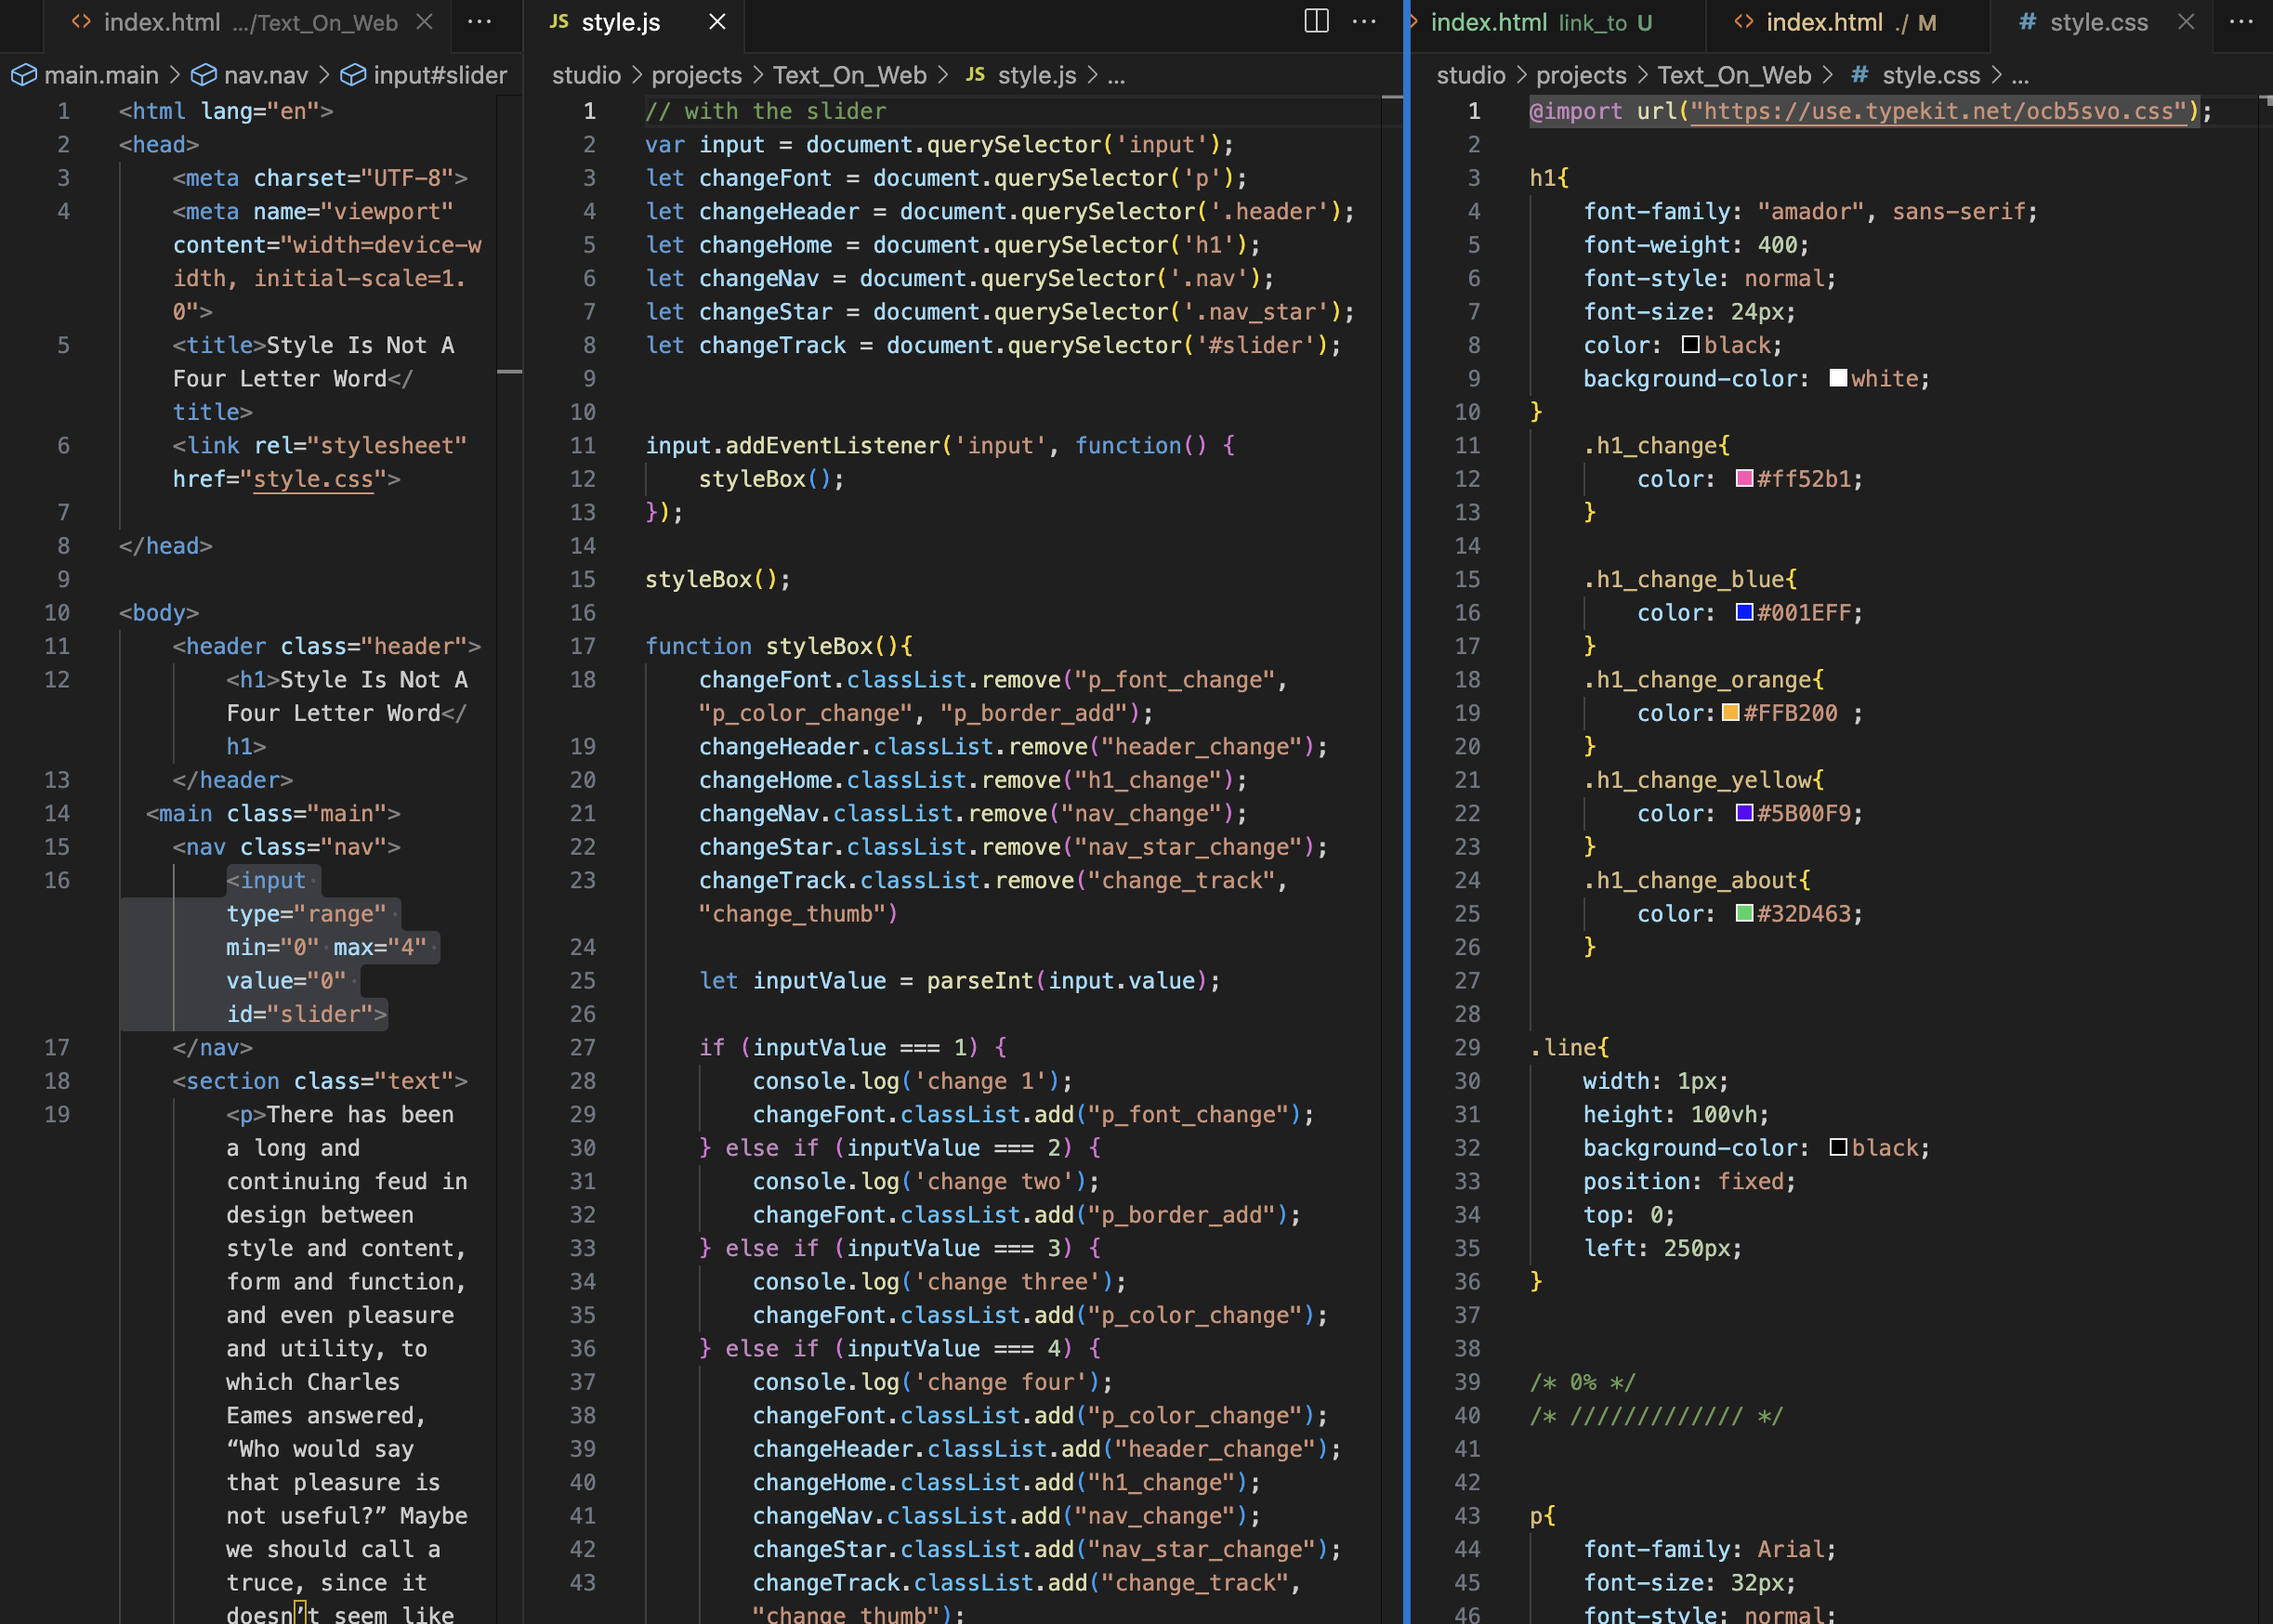 index.html .../Text_On_Web
main.main > nav.nav > input#slider
1 <html lang="en">
2 <head>
3 <meta charset="UTF-8">
4 <meta name="viewport"
content="width=device-w
idth, initial-scale=1.
0">
5 <title>Style Is Not A
Four Letter Word</
title>
6 <link rel="stylesheet"
href="style.css">
7
8 </head>
9
10 <body>
11 <header class="header">
12 <h1>Style Is Not A
Four Letter Word</
h1>
13 </header>
14 <main class="main">
15 <nav class="nav">
16 <input
type="range"
min="0" max="4"
value="0"
id="slider">
17 </nav>
18 <section class="text">
19 <p>There has been
a long and
continuing feud in
design between
style and content,
form and function,
and even pleasure
and utility, to
which Charles
Eames answered,
“Who would say
that pleasure is
not useful?” Maybe
we should call a
truce, since it
doesn’t seem like
JS style.js
studio > projects > Text_On_Web > JS style.js > ...
1 // with the slider
2 var input = document.querySelector('input');
3 let changeFont = document.querySelector('p');
4 let changeHeader = document.querySelector('.header');
5 let changeHome = document.querySelector('h1');
6 let changeNav = document.querySelector('.nav');
7 let changeStar = document.querySelector('.nav_star');
8 let changeTrack = document.querySelector('#slider');
9
10
11 input.addEventListener('input', function() {
12 styleBox();
13 });
14
15 styleBox();
16
17 function styleBox(){
18 changeFont.classList.remove("p_font_change",
"p_color_change", "p_border_add");
19 changeHeader.classList.remove("header_change");
20 changeHome.classList.remove("h1_change");
21 changeNav.classList.remove("nav_change");
22 changeStar.classList.remove("nav_star_change");
23 changeTrack.classList.remove("change_track",
"change_thumb")
24
25 let inputValue = parseInt(input.value);
26
27 if (inputValue === 1) {
28 console.log('change 1');
29 changeFont.classList.add("p_font_change");
30 } else if (inputValue === 2) {
31 console.log('change two');
32 changeFont.classList.add("p_border_add");
33 } else if (inputValue === 3) {
34 console.log('change three');
35 changeFont.classList.add("p_color_change");
36 } else if (inputValue === 4) {
37 console.log('change four');
38 changeFont.classList.add("p_color_change");
39 changeHeader.classList.add("header_change");
40 changeHome.classList.add("h1_change");
41 changeNav.classList.add("nav_change");
42 changeStar.classList.add("nav_star_change");
43 changeTrack.classList.add("change_track",
"change_thumb");
index.html link_to U index.html ./ M # style.css
studio > projects > Text_On_Web > # style.css > ...
1 @import url("https://use.typekit.net/ocb5svo.css");
2
3 h1{
4 font-family: "amador", sans-serif;
5 font-weight: 400;
6 font-style: normal;
7 font-size: 24px;
8 color: black;
9 background-color: white;
10 }
11 .h1_change{
12 color: #ff52b1;
13 }
14
15 .h1_change_blue{
16 color: #001EFF;
17 }
18 .h1_change_orange{
19 color:#FFB200 ;
20 }
21 .h1_change_yellow{
22 color: #5B00F9;
23 }
24 .h1_change_about{
25 color: #32D463;
26 }
27
28
29 .line{
30 width: 1px;
31 height: 100vh;
32 background-color: black;
33 position: fixed;
34 top: 0;
35 left: 250px;
36 }
37
38
39 /* 0% */
40 /* ///////////// */
41
42
43 p{
44 font-family: Arial;
45 font-size: 32px;
46 font-style: normal;